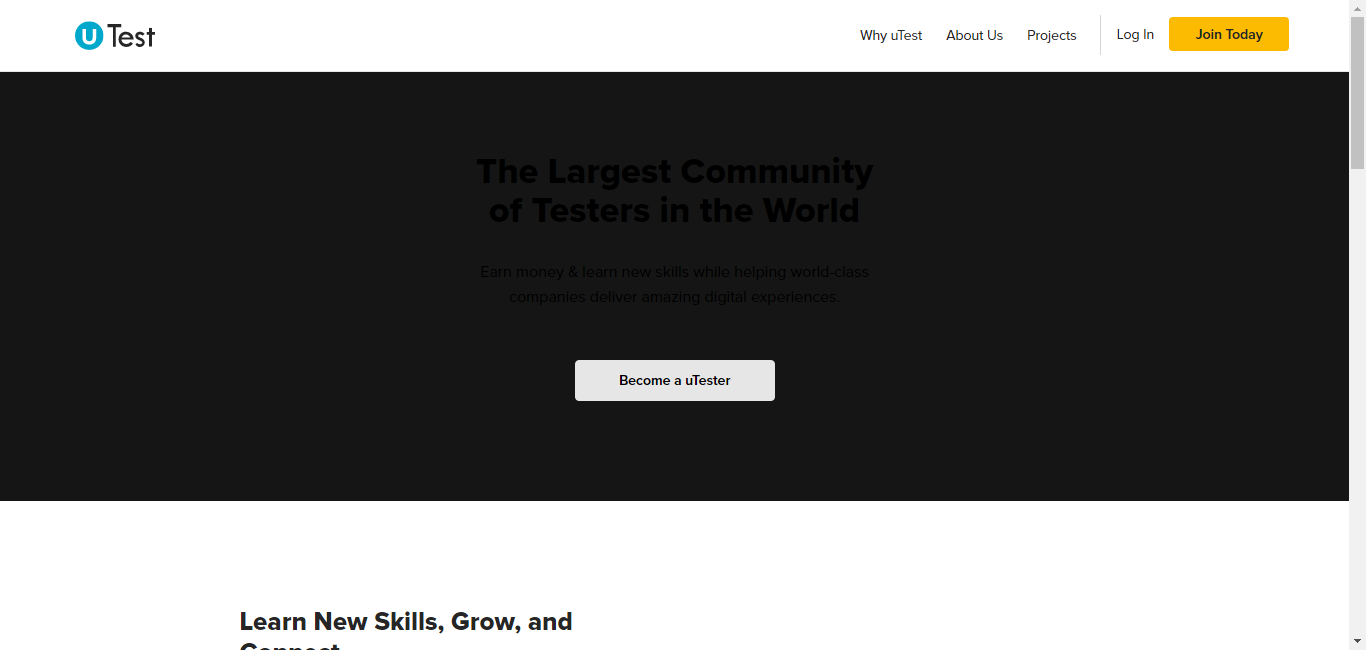 uTest
Why uTest
About Us
Projects
Log In
Join Today
The Largest Community
of Testers in the World
Earn money & learn new skills while helping world-class
companies deliver amazing digital experiences.
Become a uTester
Learn New Skills, Grow, and
Connect